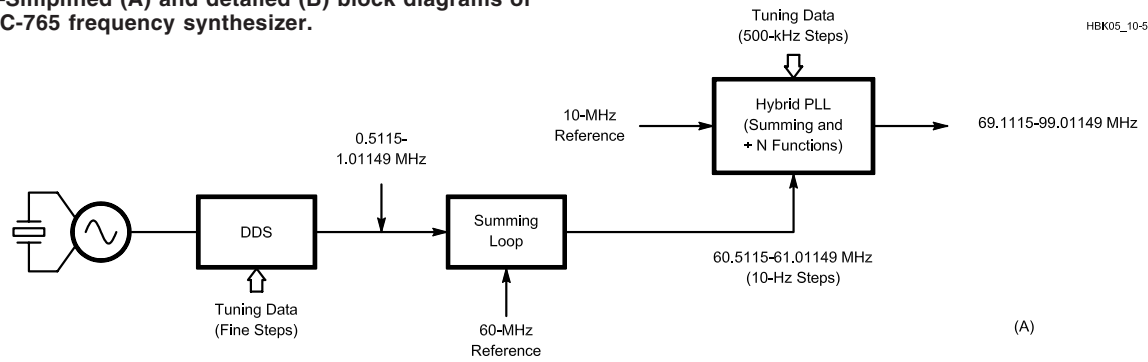 -Simplified (A) and detailed (B) block diagrams of
C-765 frequency synthesizer.
HBK05_10-5
Tuning Data
(500-kHz Steps)
10-MHz
Reference
Hybrid PLL
(Summing and
+ N Functions)
69.1115-99.01149 MHz
0.5115-
1.01149 MHz
DDS
Summing
Loop
60.5115-61.01149 MHz
(10-Hz Steps)
Tuning Data
(Fine Steps)
60-MHz
Reference
(A)